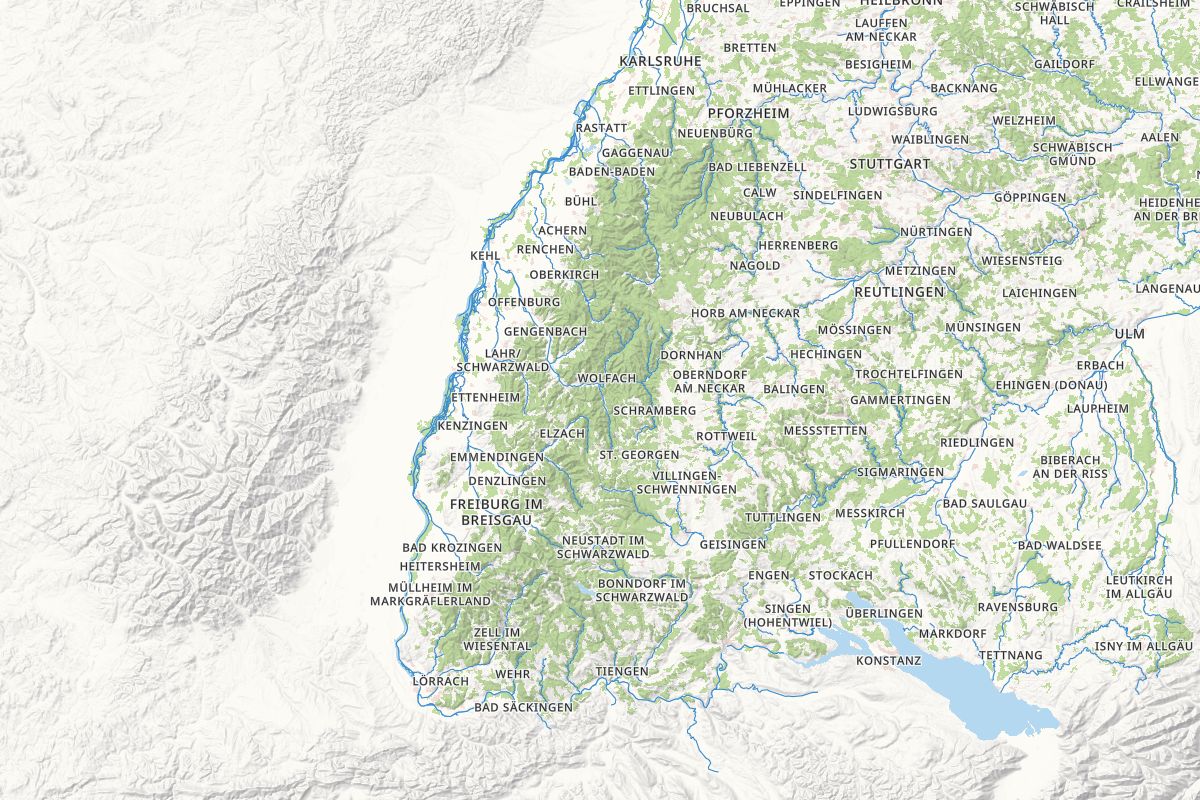 BRUCHSAL
EPPINGEN
HEILBRONN
SCHWÄBISCH
HALL
CRAILSHEIM
LAUFFEN
AM NECKAR
BRETTEN
KARLSRUHE
BESIGHEIM
GAILDORF
ETTLINGEN
MÜHLACKER
BACKNANG
ELLWANGE
PFORZHEIM
LUDWIGSBURG
WELZHEIM
RASTATT
NEUENBÜRG
WAIBLINGEN
AALEN
GAGGENAU
SCHWÄBISCH
GMÜND
BADEN-BADEN
BAD LIEBENZELL
STUTTGART
BÜHL
CALW
SINDELFINGEN
GÖPPINGEN
HEIDENHE
AN DER BRE
NEUBULACH
ACHERN
NÜRTINGEN
RENCHEN
HERRENBERG
KEHL
WIESENSTEIG
NAGOLD
METZINGEN
OBERKIRCH
REUTLINGEN
LAICHINGEN
LANGENAU
OFFENBURG
HORB AM NECKAR
GENGENBACH
MÖSSINGEN
MÜNSINGEN
ULM
LAHR/
SCHWARZWALD
DORNHAN
HECHINGEN
ERBACH
WOLFACH
OBERNDORF
AM NECKAR
TROCHTELFINGEN
BALINGEN
EHINGEN (DONAU)
ETTENHEIM
GAMMERTINGEN
SCHRAMBERG
LAUPHEIM
KENZINGEN
ELZACH
ROTTWEIL
MESSSTETTEN
RIEDLINGEN
EMMENDINGEN
ST. GEORGEN
BIBERACH
AN DER RISS
DENZLINGEN
VILLINGEN-
SCHWENNINGEN
SIGMARINGEN
FREIBURG IM
BREISGAU
BAD SAULGAU
TUTTLINGEN
MESSKIRCH
BAD KROZINGEN
NEUSTADT IM
SCHWARZWALD
GEISINGEN
PFULLENDORF
BAD WALDSEE
HEITERSHEIM
ENGEN
STOCKACH
MÜLLHEIM IM
MARKGRÄFLERLAND
BONNDORF IM
SCHWARZWALD
LEUTKIRCH
IM ALLGÄU
SINGEN
(HOHENTWIEL)
ÜBERLINGEN
RAVENSBURG
ZELL IM
WIESENTAL
MARKDORF
ISNY IM ALLGÄU
TETTNANG
KONSTANZ
LÖRRACH
WEHR
TIENGEN
BAD SÄCKINGEN